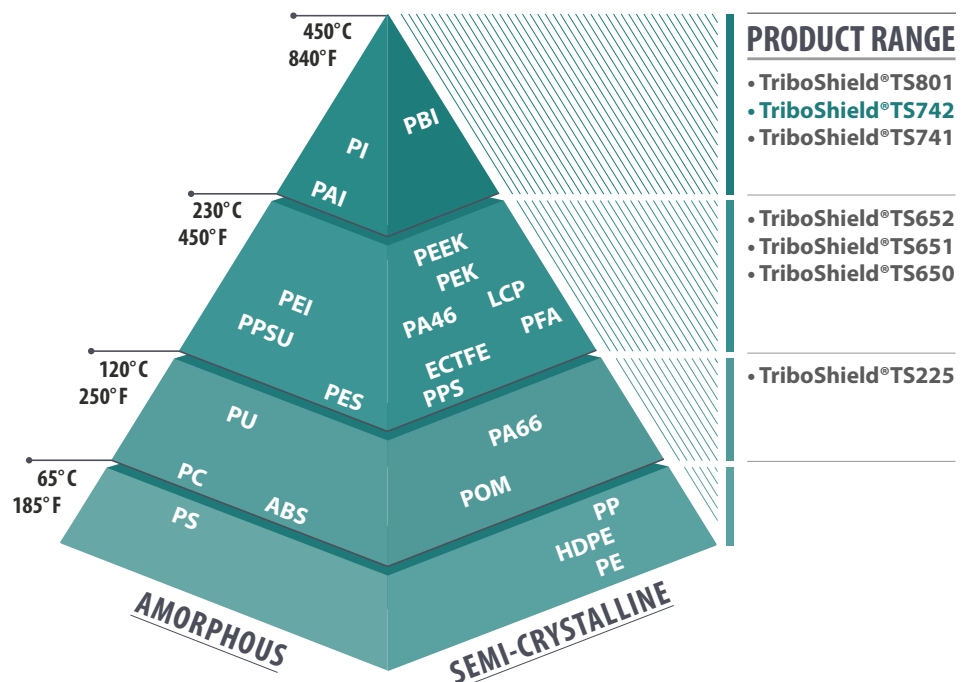 450°C
840°F
PRODUCT RANGE
• TriboShield®TS801
• TriboShield®TS742
• TriboShield®TS741
PBI
PI
PAI
230°C
450°F
• TriboShield®TS652
• TriboShield®TS651
• TriboShield®TS650
PEEK
PEK
LCP
PEI
PA46
PFA
PPSU
ECTFE
PES
PPS
120°C
250°F
• TriboShield®TS225
PU
PA66
PC
POM
ABS
65°C
185°F
PS
PP
HDPE
PE
AMORPHOUS
SEMI-CRYSTALLINE